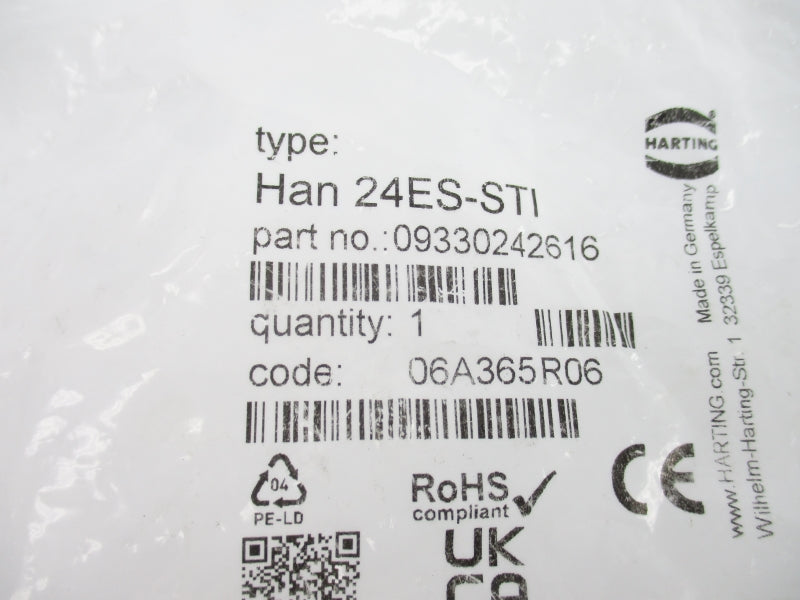 type:
Han 24ES-STI
part no.:09330242616
quantity: 1
code: 06A365R06
04
PE-LD
RoHS
compliant
CE
UK
CA
HARTING
Made in Germany
32339 Espelkamp
www.HARTING.com
Wilhelm-Harting-Str. 1